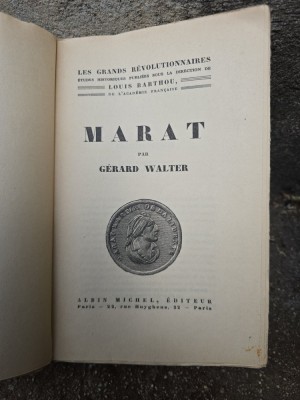 LES GRANDS RÉVOLUTIONNAIRES
ÉTUDES HISTORIQUES PUBLIÉES SOUS LA DIRECTION DE
LOUIS BARTHOU,
DE L'ACADÉMIE FRANÇAISE
MARAT
PAR
GÉRARD WALTER
ALBIN MICHEL, ÉDITEUR
Paris — 22, Rue Huyghens, 22 — Paris